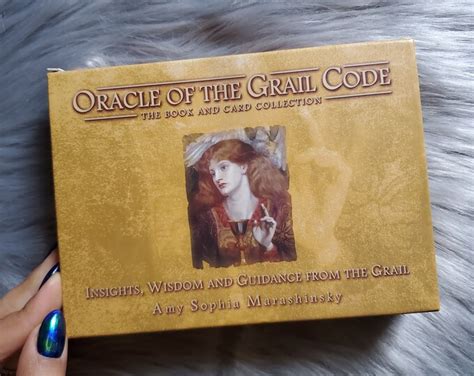 ORACLE OF THE GRAIL CODE
THE BOOK AND CARD COLLECTION
INSIGHTS, WISDOM AND GUIDANCE FROM THE GRAIL
Amy Sophia Marashinsky